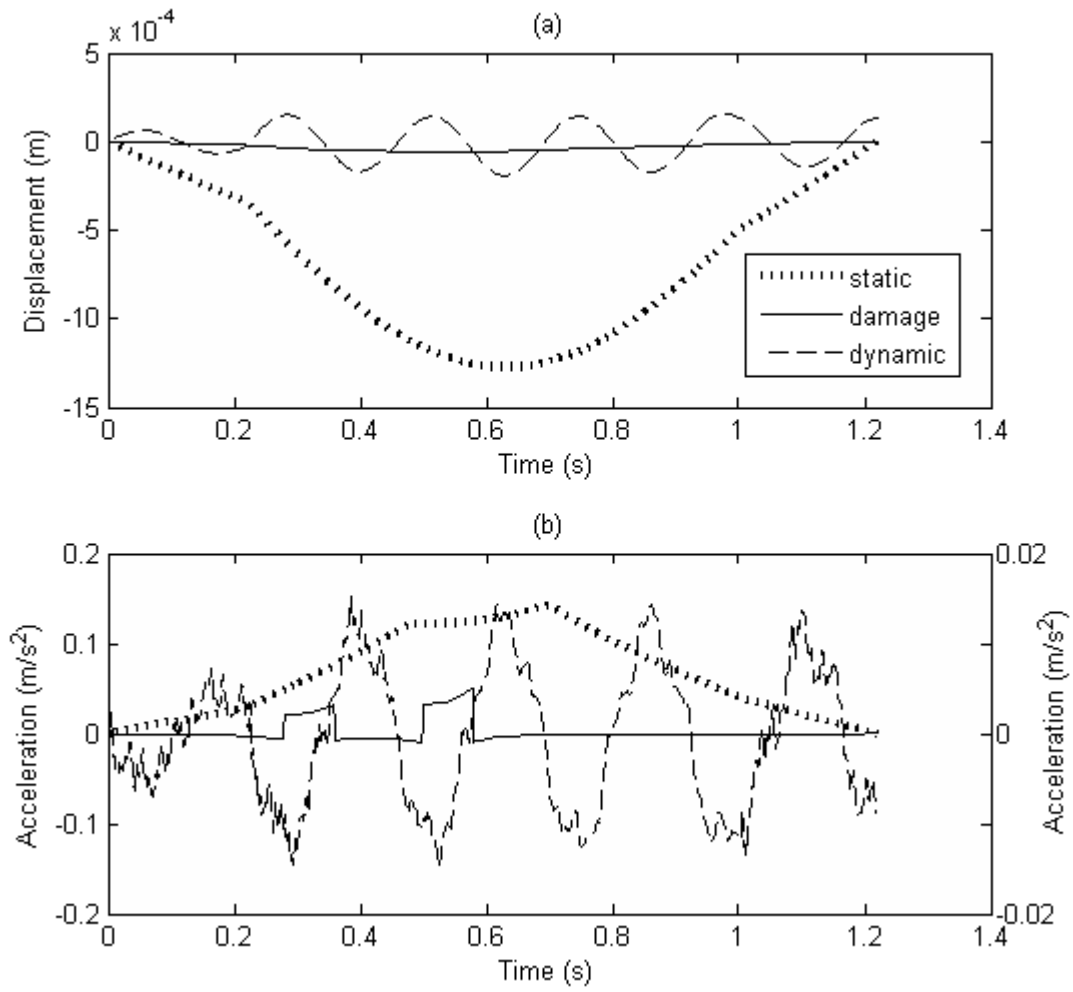 (a)
x 10^-4
5
0
-5
-10
-15
Displacement (m)
0 0.2 0.4 0.6 0.8 1 1.2 1.4
Time (s)
static
damage
dynamic
(b)
0.2
0.1
0
-0.1
-0.2
Acceleration (m/s²)
0.02
0
-0.02
Acceleration (m/s²)
0 0.2 0.4 0.6 0.8 1 1.2 1.4
Time (s)